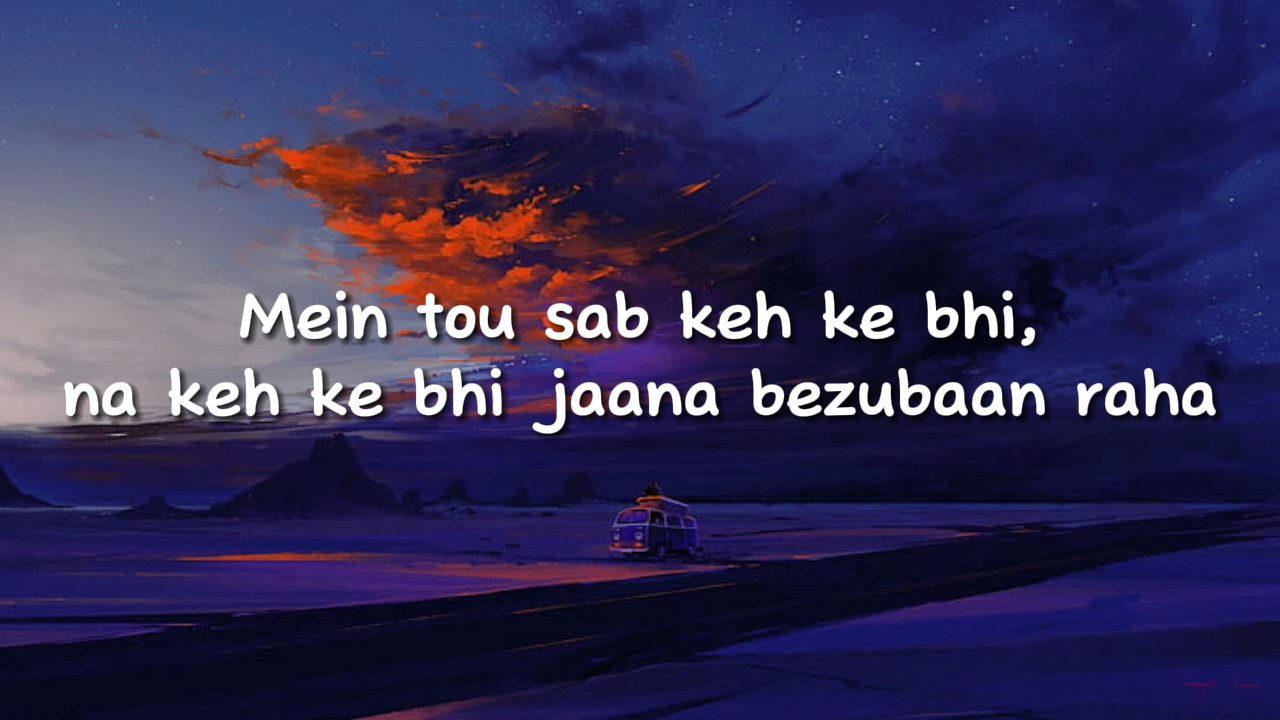 Mein tou sab keh ke bhi,
na keh ke bhi jaana bezubaan raha